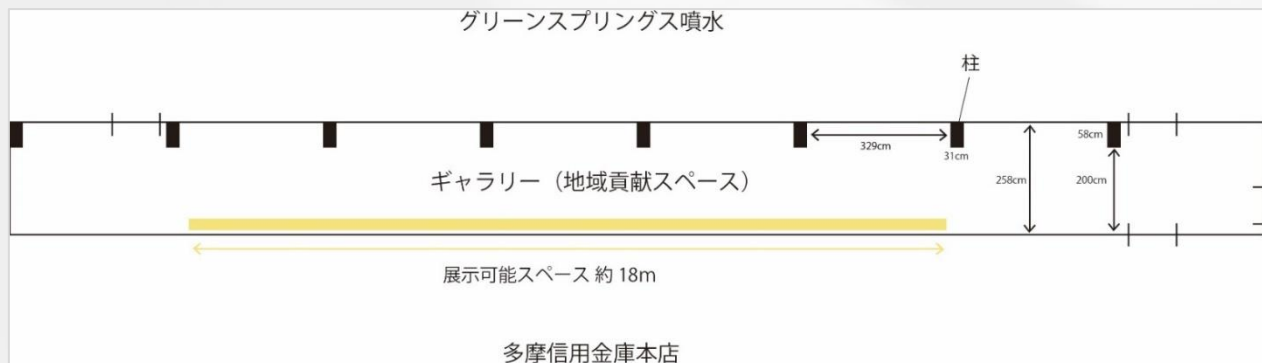 グリーンスプリングス噴水
柱
329cm
31cm
58cm
258cm
200cm
ギャラリー（地域貢献スペース）
展示可能スペース 約 18m
多摩信用金庫本店